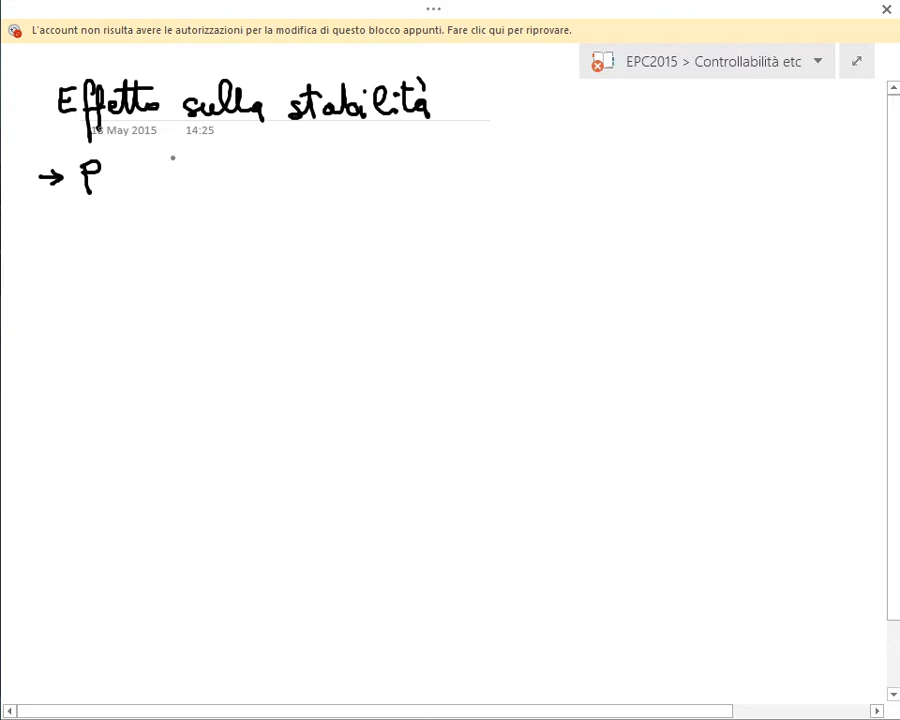 ...
L'account non risulta avere le autorizzazioni per la modifica di questo blocco appunti. Fare clic qui per riprovare.
EPC2015 > Controllabilità etc
Effetto sulla stabilità
May 2015 14:25
→ P